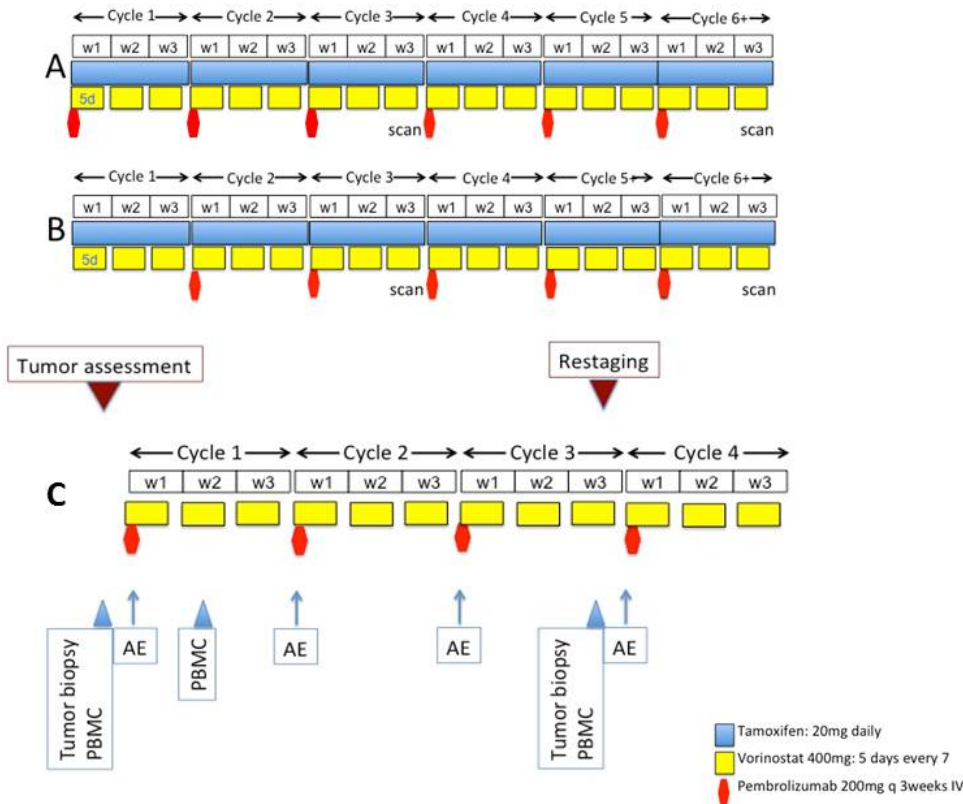 Cycle 1 Cycle 2 Cycle 3 Cycle 4 Cycle 5 Cycle 6+
w1 w2 w3 w1 w2 w3 w1 w2 w3 w1 w2 w3 w1 w2 w3 w1 w2 w3
A
5d
scan scan
Cycle 1 Cycle 2 Cycle 3 Cycle 4 Cycle 5+ Cycle 6+
w1 w2 w3 w1 w2 w3 w1 w2 w3 w1 w2 w3 w1 w2 w3 w1 w2 w3
B
5d
scan scan
Tumor assessment Restaging
Cycle 1 Cycle 2 Cycle 3 Cycle 4
w1 w2 w3 w1 w2 w3 w1 w2 w3 w1 w2 w3
C
Tumor biopsy
PBMC
AE
PBMC
AE
AE
Tumor biopsy
PBMC
AE
Tamoxifen: 20mg daily
Vorinostat 400mg: 5 days every 7
Pembrolizumab 200mg q 3weeks IV